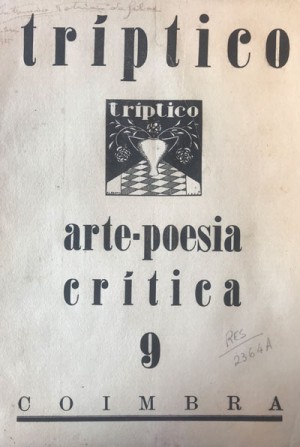 tríptico
tríptico
arte-poesia
crítica
9
RES
2364A
COIMBRA